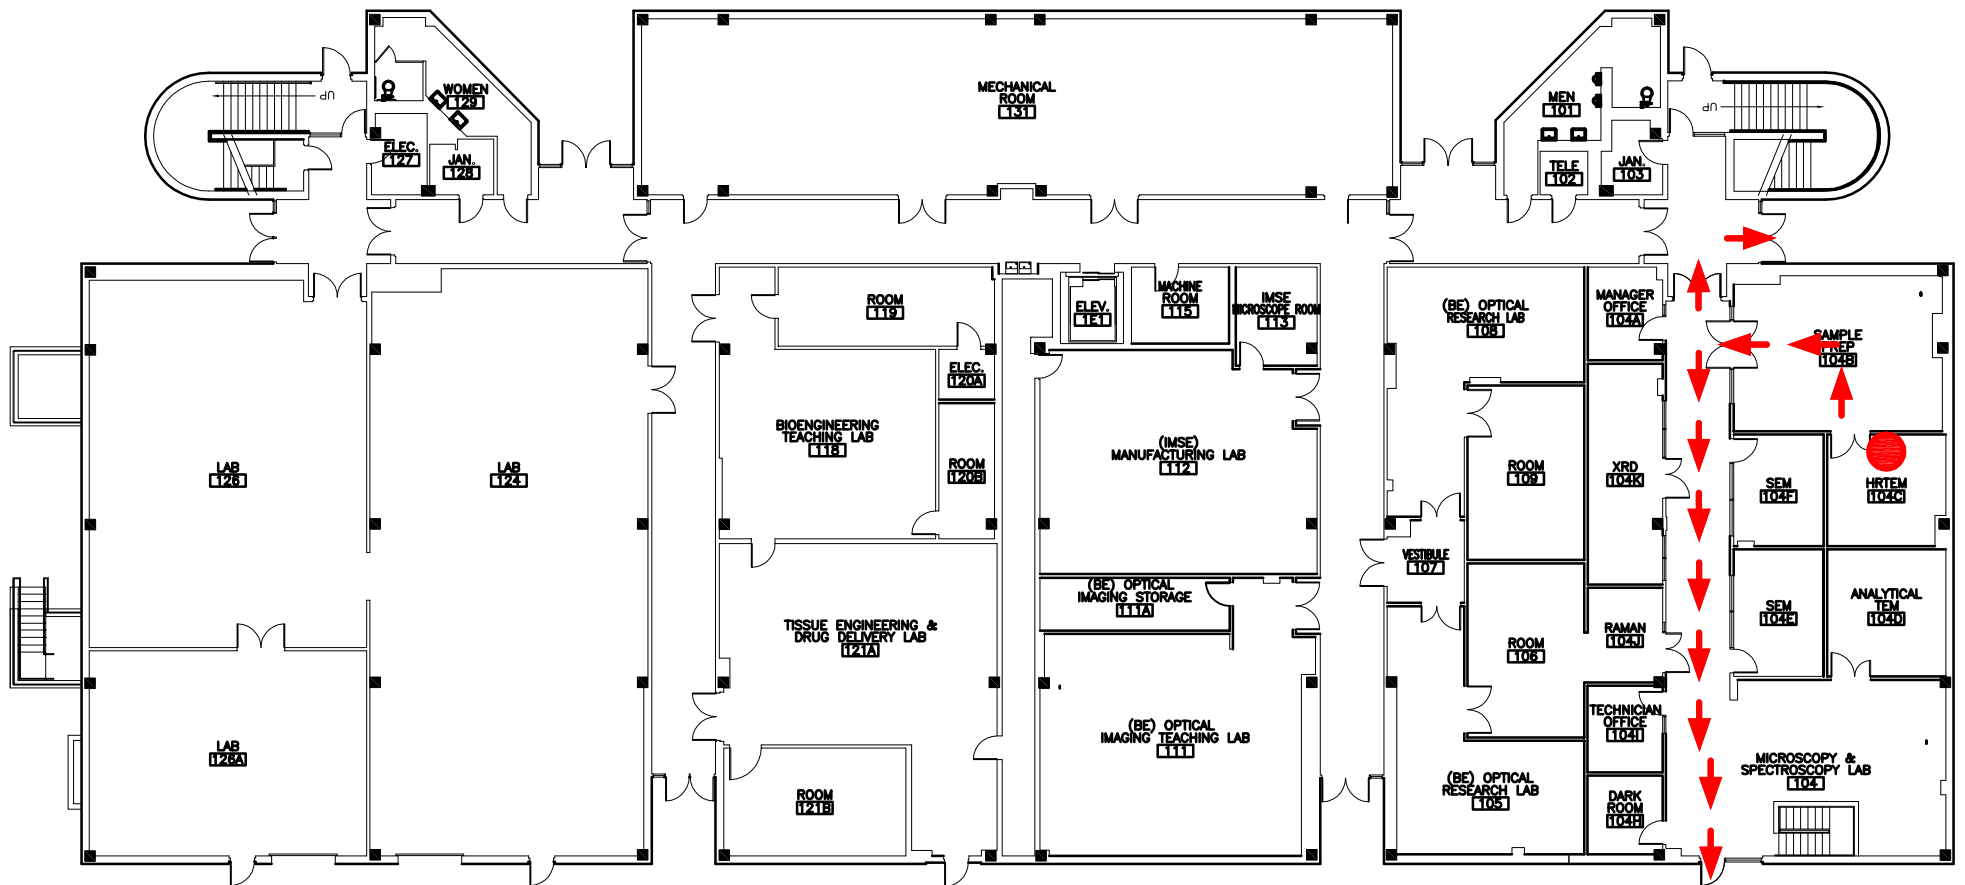 MECHANICAL
ROOM
131
WOMEN
129
UP
MEN
101
UP
ELEC.
127
JAN.
128
TELE
102
JAN.
103
ROOM
119
ELEV.
1E1
MACHINE
ROOM
115
IMSE
MICROSCOPE ROOM
113
(BE) OPTICAL
RESEARCH LAB
108
MANAGER
OFFICE
104A
SAMPLE
PREP
104B
ELEC.
120A
BIOENGINEERING
TEACHING LAB
118
(IMSE)
MANUFACTURING LAB
112
LAB
126
LAB
124
ROOM
120B
ROOM
109
XRD
104K
SEM
104F
HRTEM
104C
VESTIBULE
107
(BE) OPTICAL
IMAGING STORAGE
111A
TISSUE ENGINEERING &
DRUG DELIVERY LAB
121A
ROOM
106
RAMAN
104J
SEM
104E
ANALYTICAL
TEM
104D
LAB
126A
(BE) OPTICAL
IMAGING TEACHING LAB
111
TECHNICIAN
OFFICE
104I
MICROSCOPY &
SPECTROSCOPY LAB
104
ROOM
121B
(BE) OPTICAL
RESEARCH LAB
105
DARK
ROOM
104H